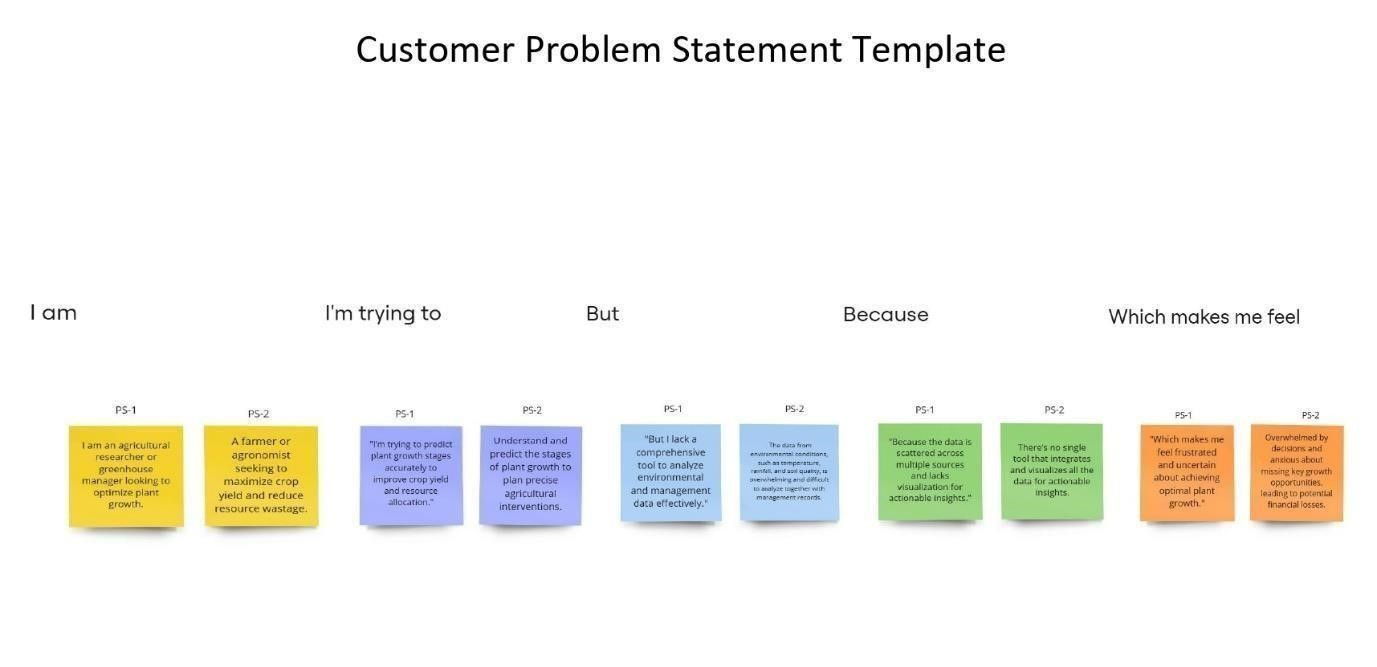 Customer Problem Statement Template
I am
I'm trying to
But
Because
Which makes me feel
PS-1
I am an agricultural
researcher or
greenhouse
manager looking to
optimize plant
growth.
PS-2
A farmer or
agronomist
seeking to
maximize crop
yield and reduce
resource wastage.
PS-1
"I'm trying to predict
plant growth stages
accurately to
improve crop yield
and resource
allocation."
PS-2
Understand and
predict the stages
of plant growth to
plan precise
agricultural
interventions.
PS-1
"But I lack a
comprehensive
tool to analyze
environmental
and management
data effectively."
PS-2
The data from
environmental conditions,
such as temperature,
rainfall, and soil quality, is
overwhelming and difficult
to analyze together with
management records.
PS-1
"Because the data is
scattered across
multiple sources
and lacks
visualization for
actionable insights."
PS-2
There's no single
tool that integrates
and visualizes all the
data for actionable
insights.
PS-1
"Which makes me
feel frustrated
and uncertain
about achieving
optimal plant
growth."
PS-2
Overwhelmed by
decisions and
anxious about
missing key growth
opportunities,
leading to potential
financial losses.